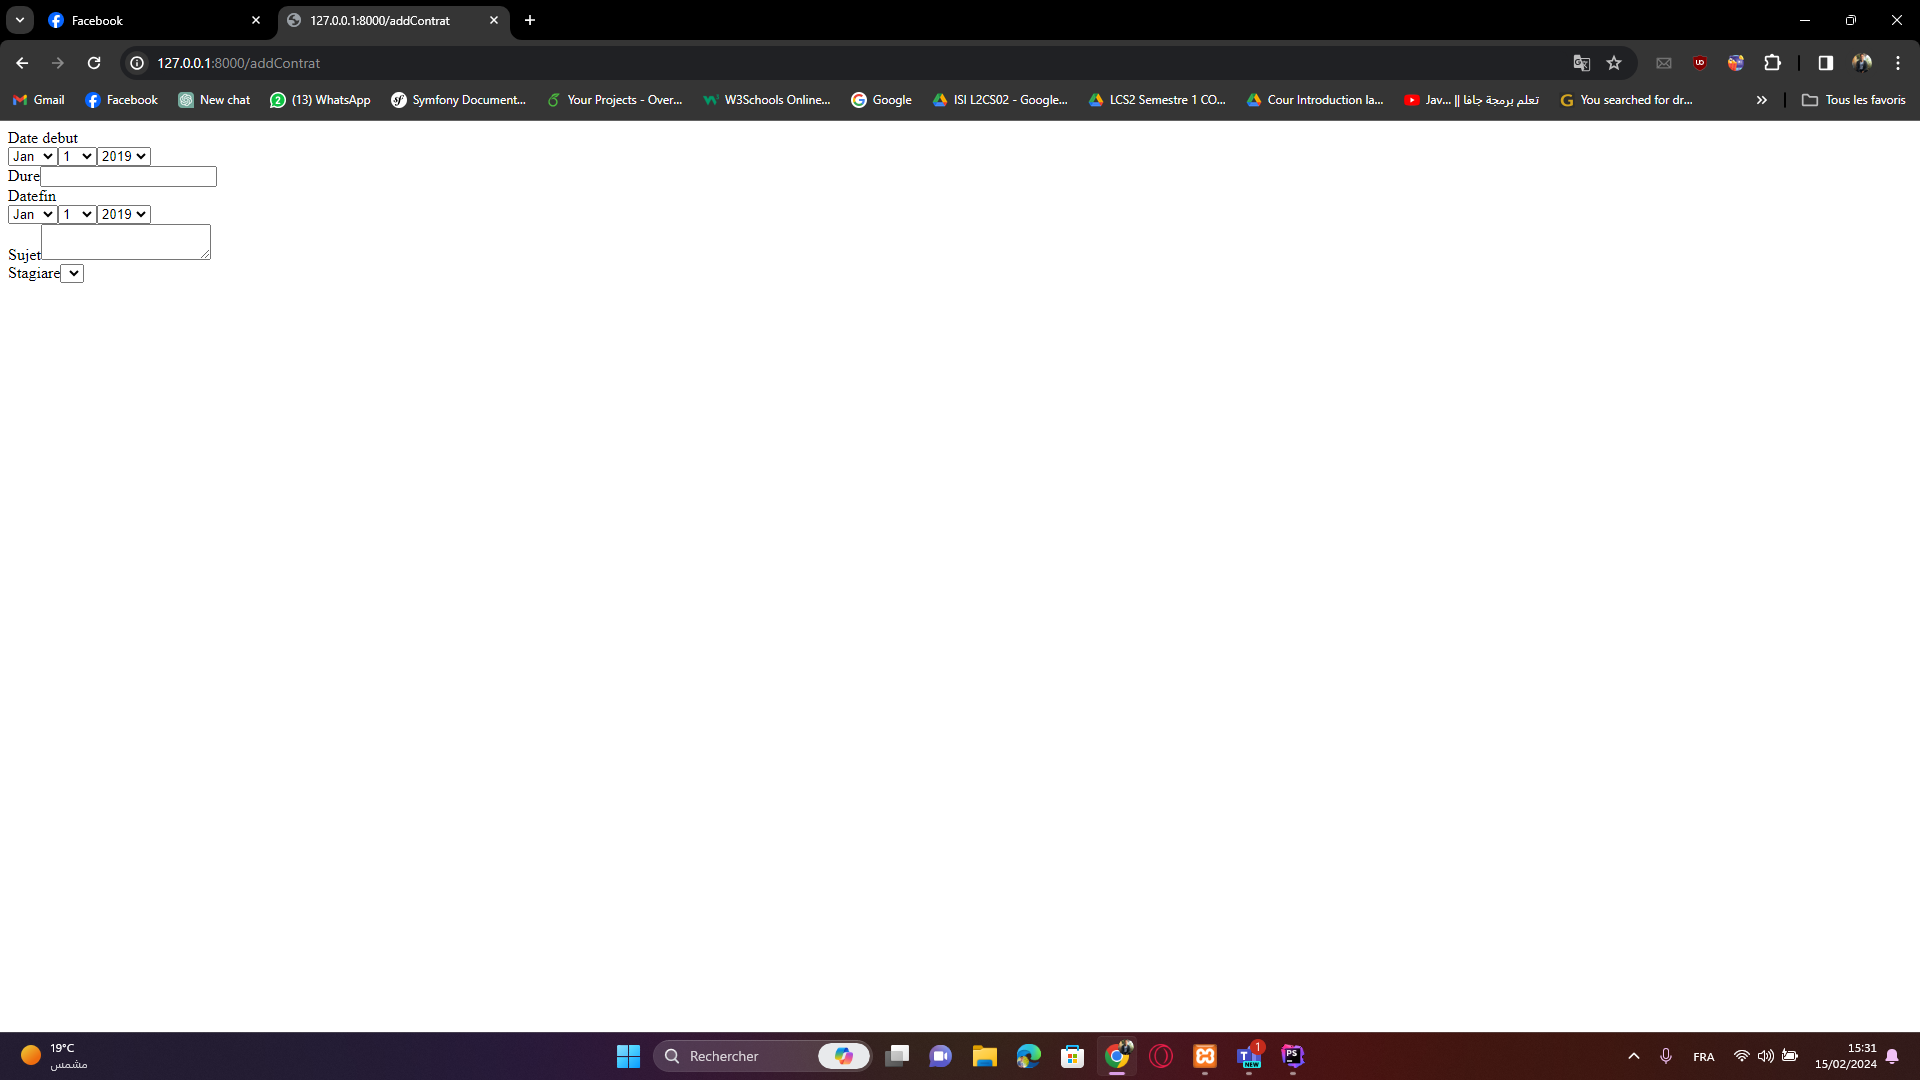 Facebook
127.0.0.1:8000/addContrat
127.0.0.1:8000/addContrat
Gmail
Facebook
New chat
(13) WhatsApp
Symfony Document...
Your Projects - Over...
W3Schools Online...
Google
ISI L2CS02 - Google...
LCS2 Semestre 1 CO...
Cour Introduction la...
تعلم برمجة جافا || Jav...
You searched for dr...
Tous les favoris
Date debut
Jan 1 2019
Dure
Datefin
Jan 1 2019
Sujet
Stagiare
19°C
مشمس
Rechercher
1
NEW
PS
FRA
15:31
15/02/2024